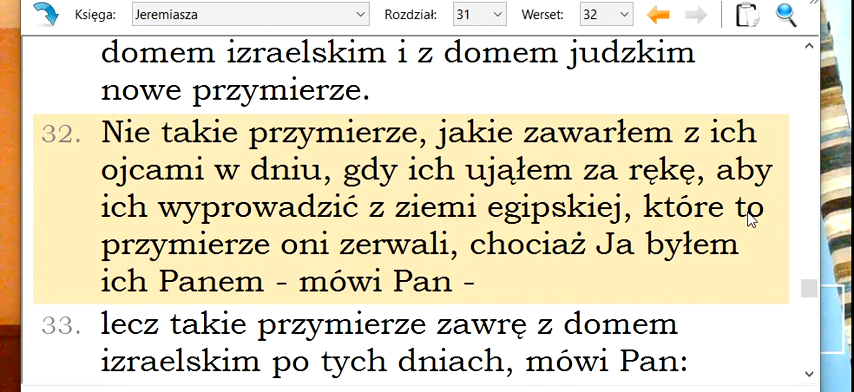 Księga: Jeremiasza Rozdział: 31 Werset: 32
domem izraelskim i z domem judzkim
nowe przymierze.
32. Nie takie przymierze, jakie zawarłem z ich
ojcami w dniu, gdy ich ująłem za rękę, aby
ich wyprowadzić z ziemi egipskiej, które to
przymierze oni zerwali, chociaż Ja byłem
ich Panem - mówi Pan -
33. lecz takie przymierze zawrę z domem
izraelskim po tych dniach, mówi Pan: